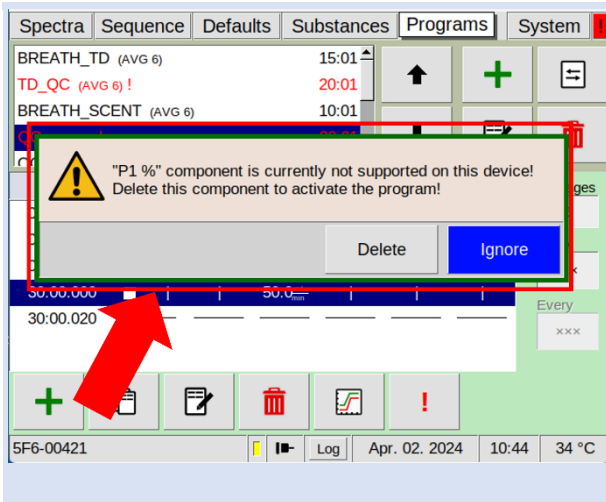 Spectra Sequence Defaults Substances Programs System !
BREATH_TD (AVG 6) 15:01
TD_QC (AVG 6) ! 20:01
BREATH_SCENT (AVG 6) 10:01
"P1 %" component is currently not supported on this device!
Delete this component to activate the program!
Delete Ignore
30:00.000 50.0
30:00.020
Every
×××
!
5F6-00421 Log Apr. 02. 2024 10:44 34 °C